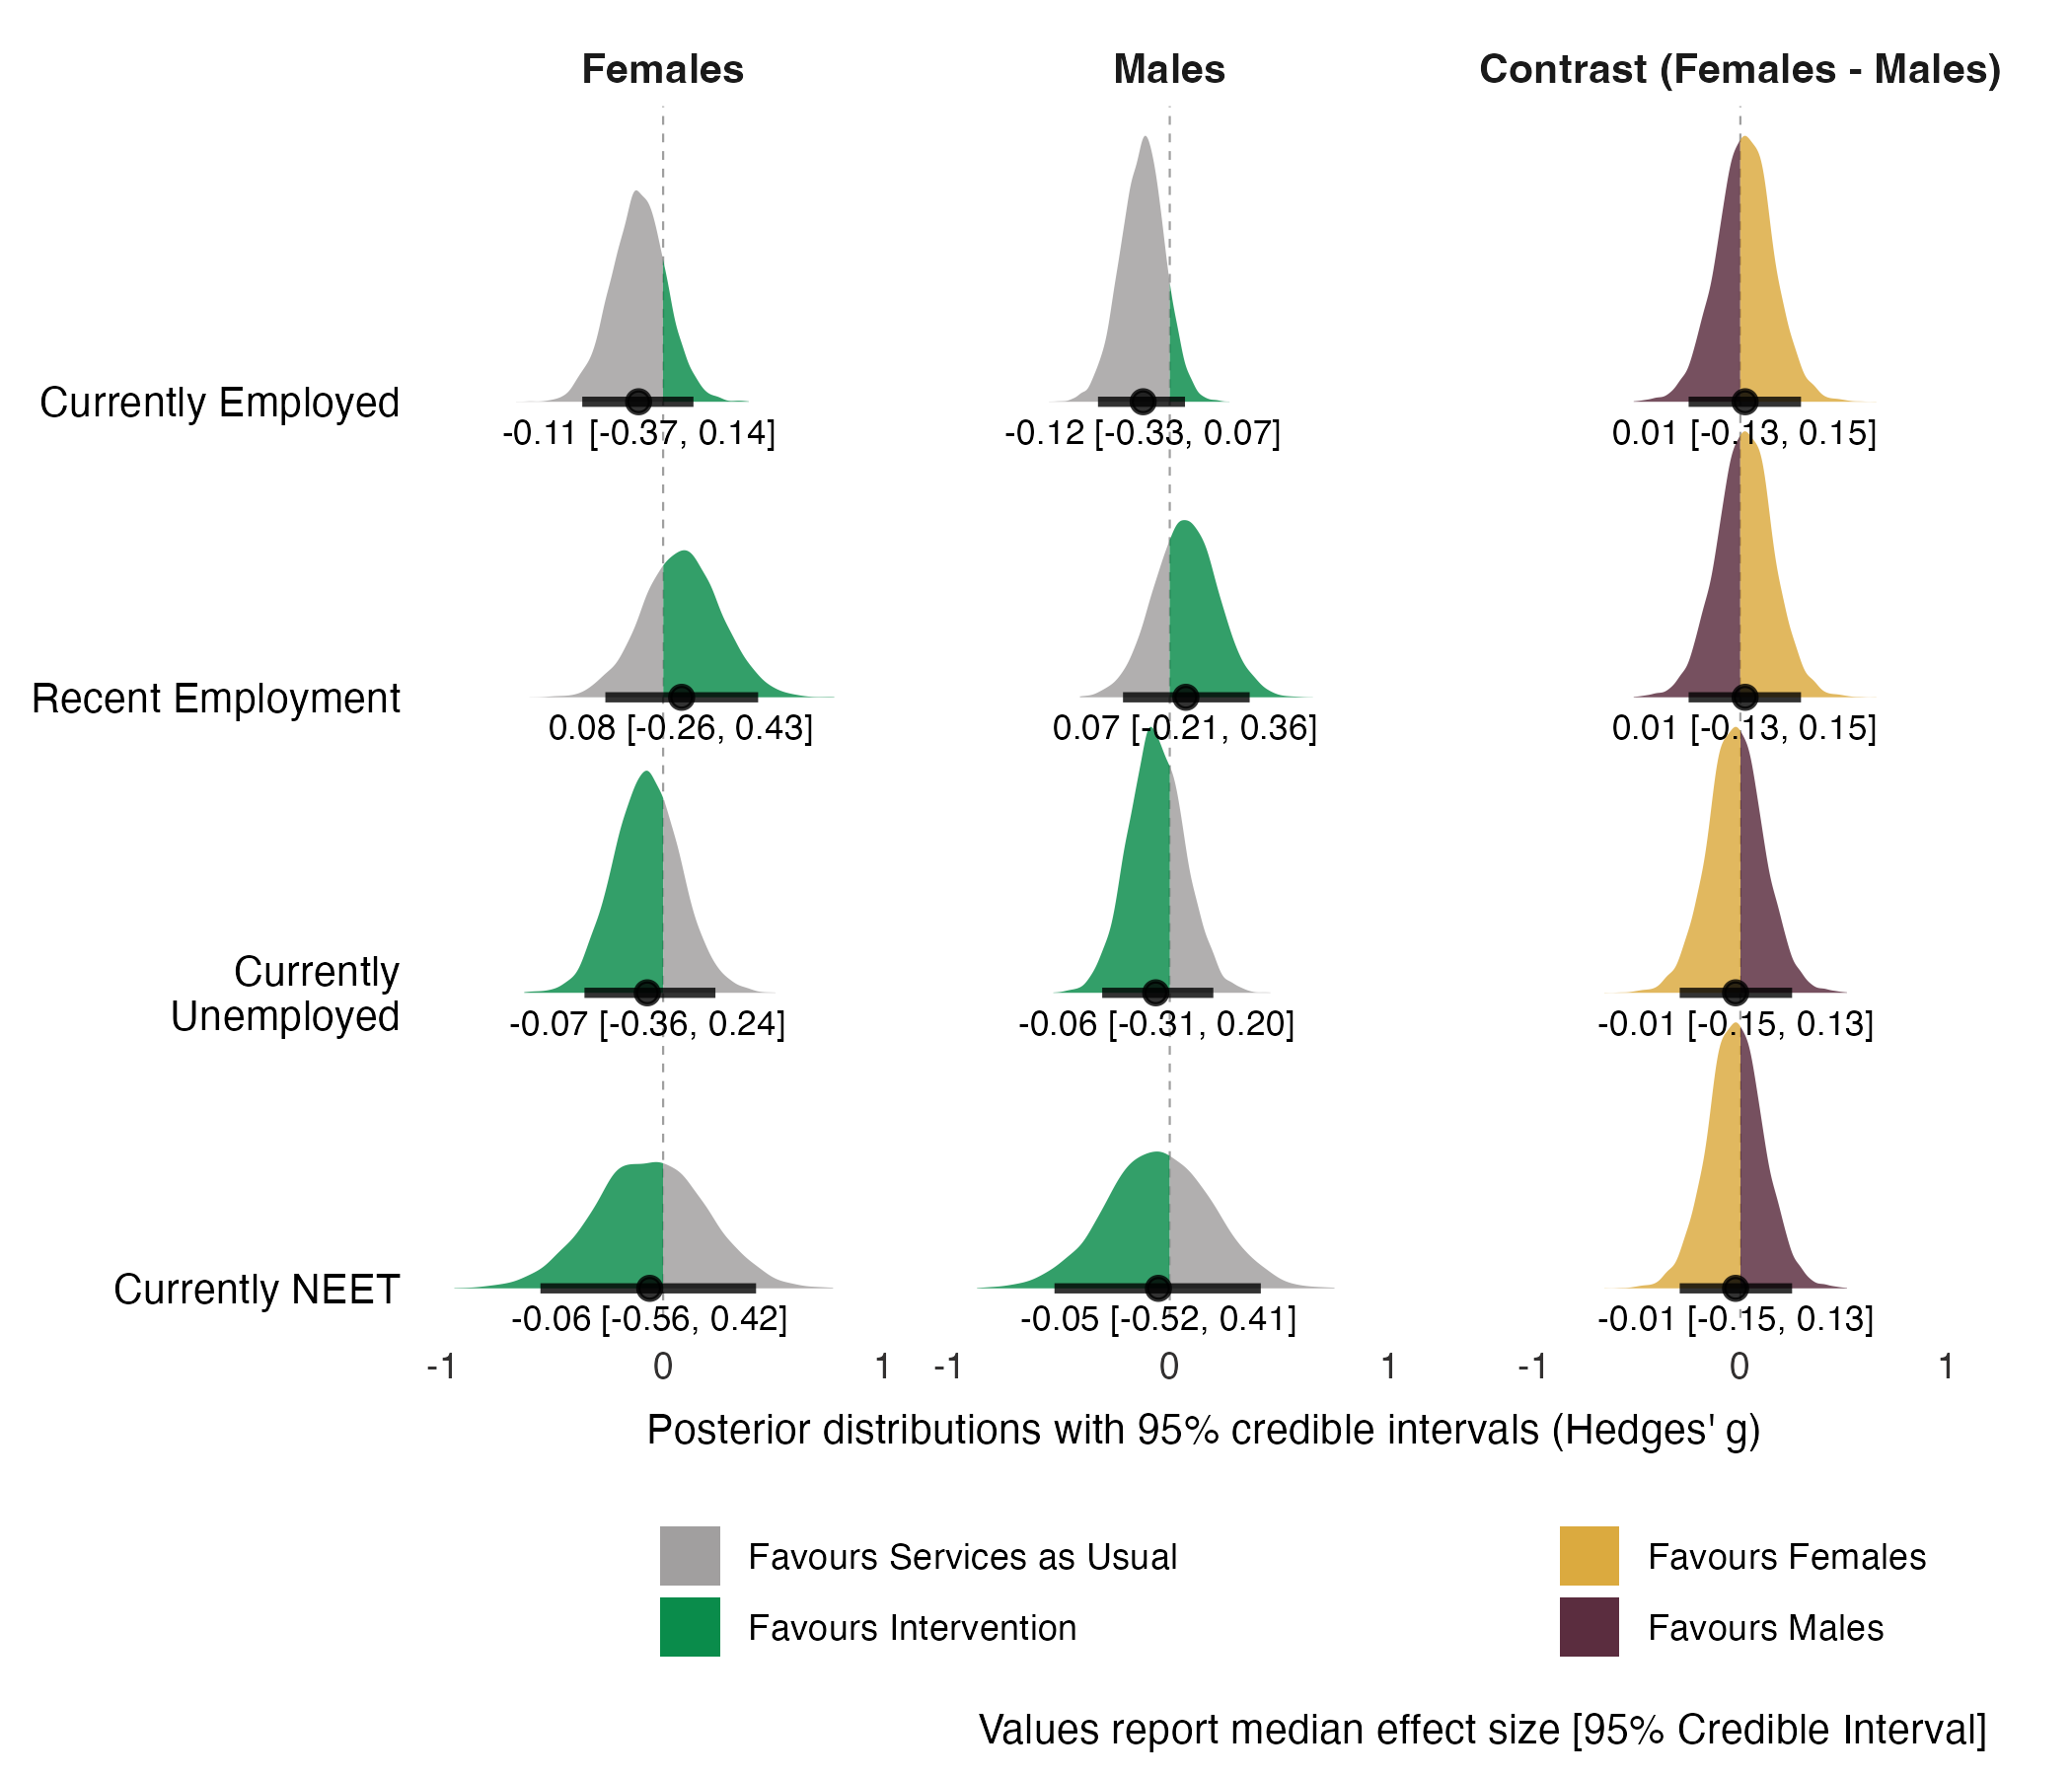 Females Males Contrast (Females - Males)
Currently Employed
-0.11 [-0.37, 0.14] -0.12 [-0.33, 0.07] 0.01 [-0.13, 0.15]
Recent Employment
0.08 [-0.26, 0.43] 0.07 [-0.21, 0.36] 0.01 [-0.13, 0.15]
Currently
Unemployed
-0.07 [-0.36, 0.24] -0.06 [-0.31, 0.20] -0.01 [-0.15, 0.13]
Currently NEET
-0.06 [-0.56, 0.42] -0.05 [-0.52, 0.41] -0.01 [-0.15, 0.13]
-1 0 1 -1 0 1 -1 0 1
Posterior distributions with 95% credible intervals (Hedges' g)
Favours Services as Usual Favours Females
Favours Intervention Favours Males
Values report median effect size [95% Credible Interval]